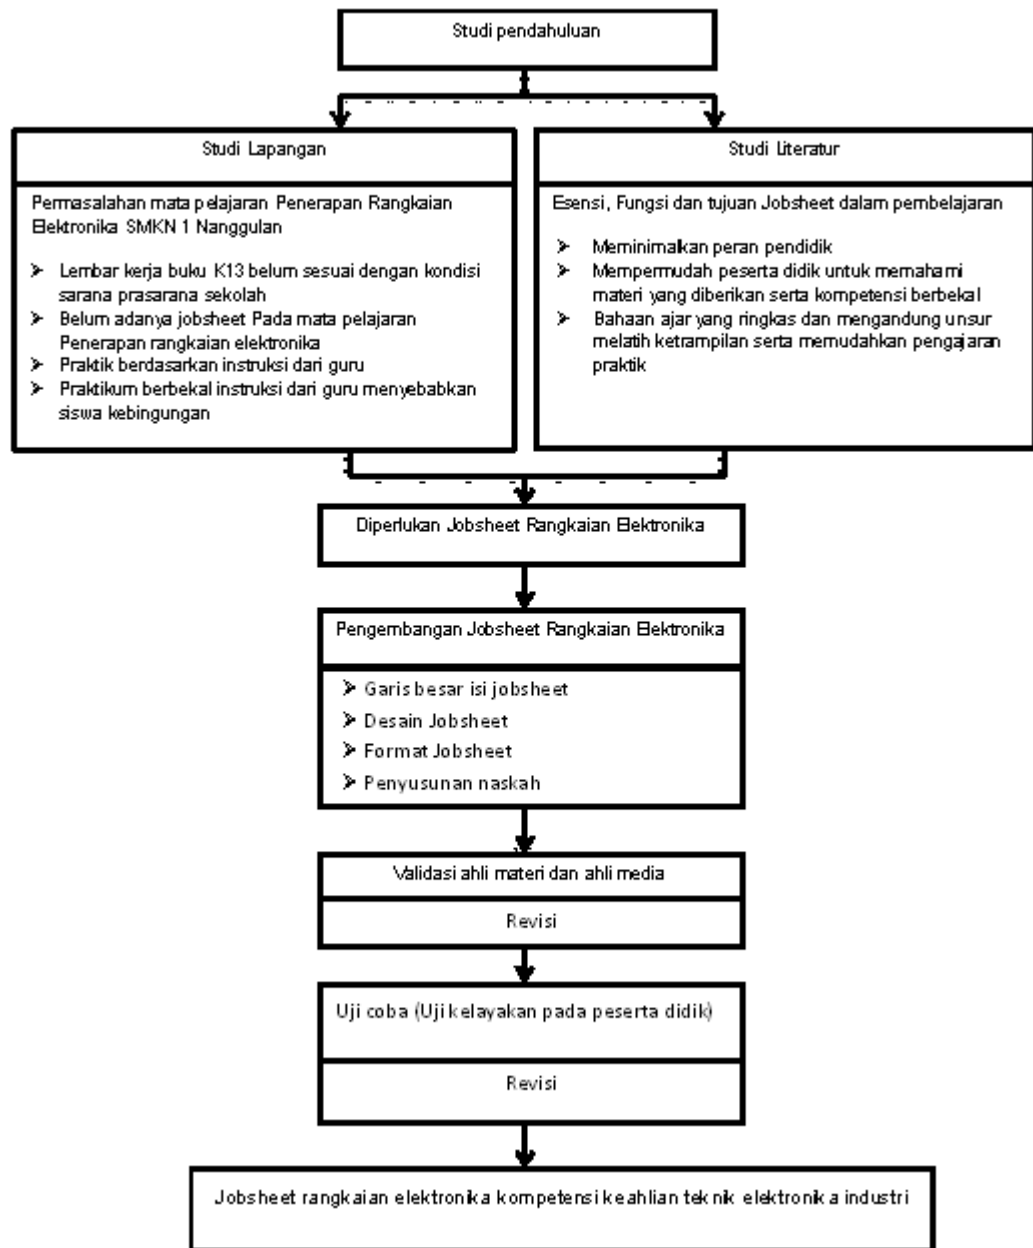 Studi pendahuluan
Studi Lapangan
Permasalahan mata pelajaran Penerapan Rangkaian
Elektronika SMKN 1 Nanggulan
➢ Lembar kerja buku K13 belum sesuai dengan kondisi
sarana prasarana sekolah
➢ Belum adanya jobsheet Pada mata pelajaran
Penerapan rangkaian elektronika
➢ Praktik berdasarkan instruksi dari guru
➢ Praktikum berbekal instruksi dari guru menyebabkan
siswa kebingungan
Studi Literatur
Esensi, Fungsi dan tujuan Jobsheet dalam pembelajaran
➢ Meminimalkan peran pendidik
➢ Mempermudah peserta didik untuk memahami
materi yang diberikan serta kompetensi berbekal
➢ Bahaan ajar yang ringkas dan mengandung unsur
melatih ketrampilan serta memudahkan pengajaran
praktik
Diperlukan Jobsheet Rangkaian Elektronika
Pengembangan Jobsheet Rangkaian Elektronika
➢ Garis besar isi jobsheet
➢ Desain Jobsheet
➢ Format Jobsheet
➢ Penyusunan naskah
Validasi ahli materi dan ahli media
Revisi
Uji coba (Uji kelayakan pada peserta didik)
Revisi
Jobsheet rangkaian elektronika kompetensi keahlian teknik elektronika industri